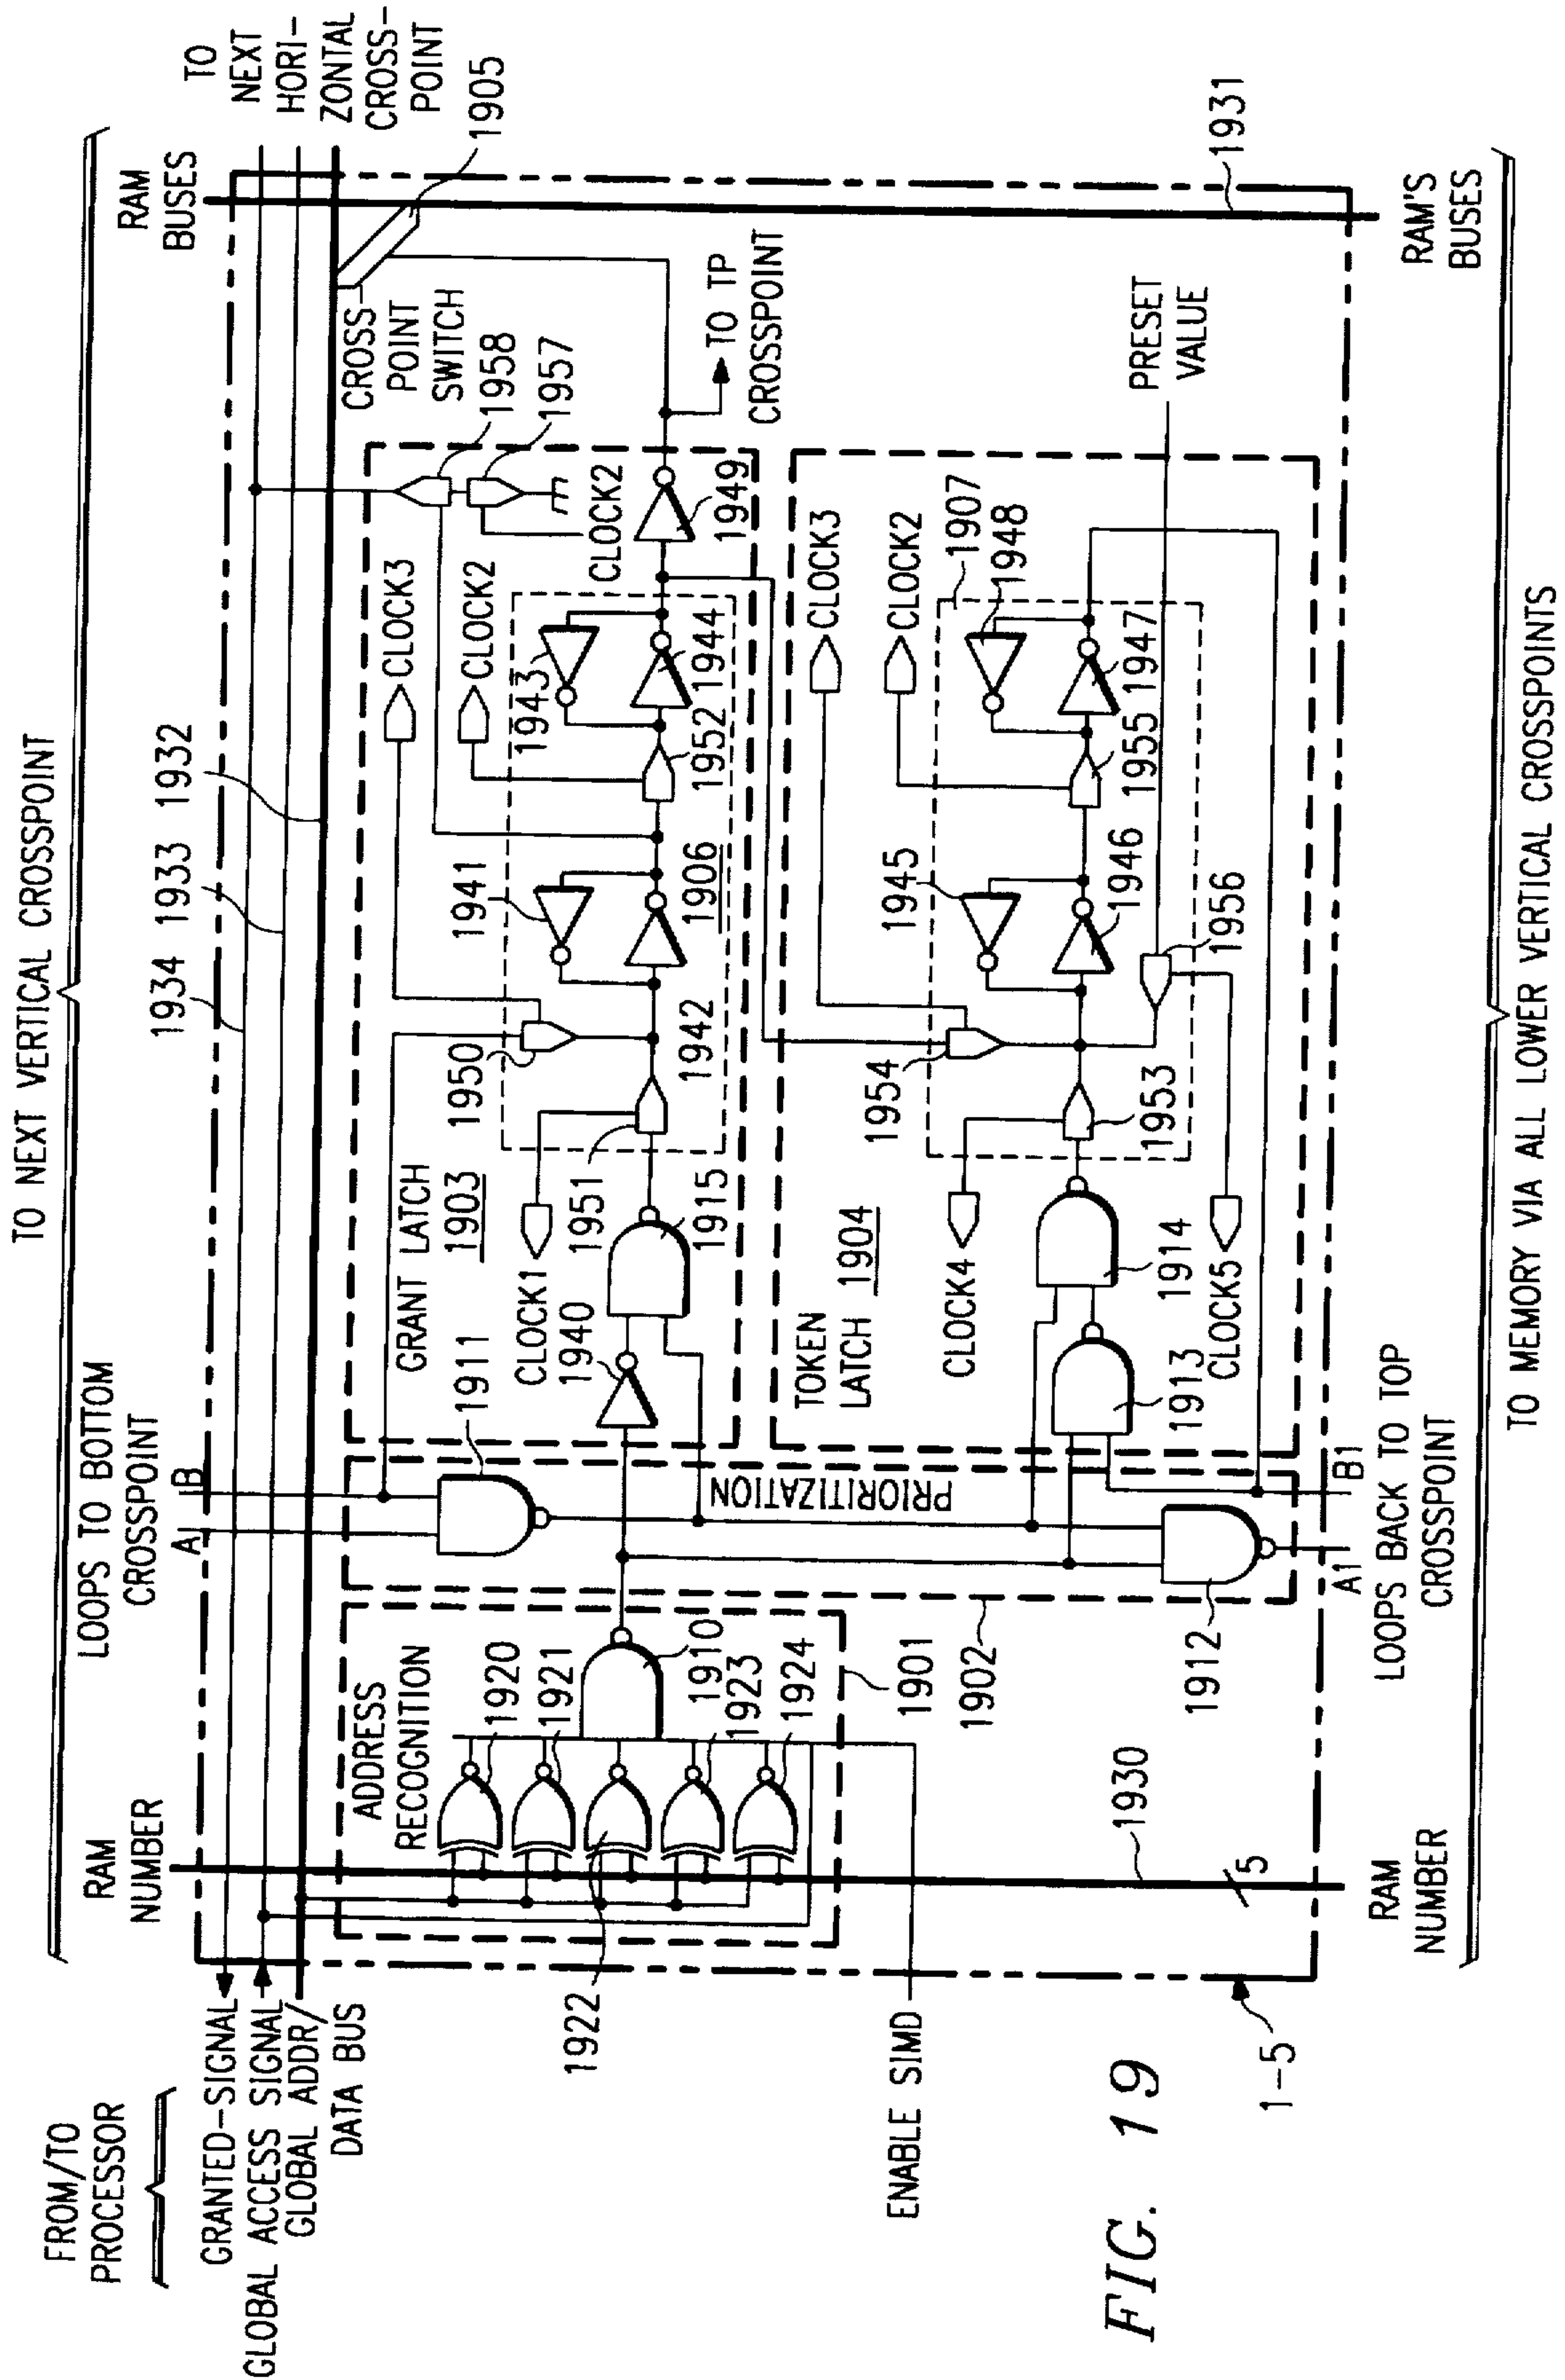 TO NEXT VERTICAL CROSSPOINT
FROM/TO
PROCESSOR
RAM
NUMBER
LOOPS TO BOTTOM
CROSSPOINT
A
B
1934
1933
1932
RAM
BUSES
TO
NEXT
HORI-
ZONTAL
CROSS-
POINT
GRANTED-SIGNAL
GLOBAL ACCESS SIGNAL
GLOBAL ADDR/
DATA BUS
ADDRESS
RECOGNITION
1920
1921
1922
1910
1923
1924
1901
1902
1911
PRIORITIZATION
1912
GRANT LATCH
1903
CLOCK1
1940
1951
1915
1950
1942
1941
1906
CLOCK3
CLOCK2
1943
1944
1952
CLOCK2
1949
1958
1957
CROSS-
POINT
SWITCH
1905
TO TP
CROSSPOINT
TOKEN
LATCH 1904
CLOCK4
1913
1914
CLOCK5
1954
1953
1945
1946
1956
CLOCK3
CLOCK2
1907
1948
1947
1955
PRESET
VALUE
1931
ENABLE SIMD
1930
5
1-5
RAM
NUMBER
A1
B1
LOOPS BACK TO TOP
CROSSPOINT
RAM'S
BUSES
TO MEMORY VIA ALL LOWER VERTICAL CROSSPOINTS
FIG. 19